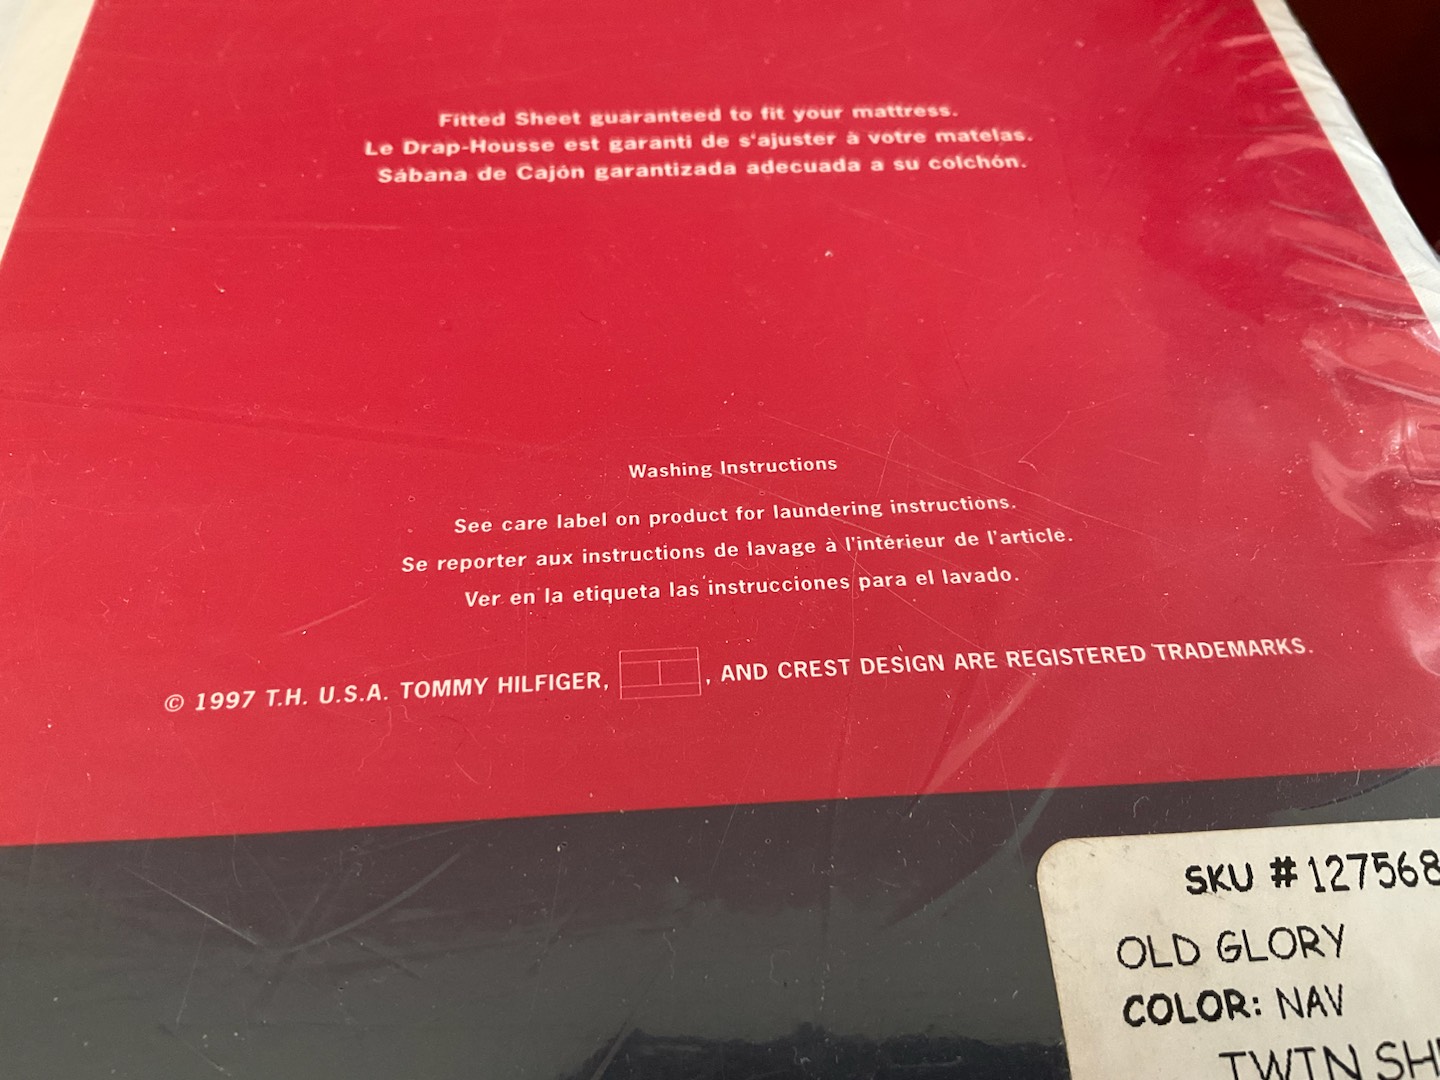 Fitted Sheet guaranteed to fit your mattress.
Le Drap-Housse est garanti de s'ajuster à votre matelas.
Sábana de Cajón garantizada adecuada a su colchón.
Washing Instructions
See care label on product for laundering instructions.
Se reporter aux instructions de lavage à l'intérieur de l'article.
Ver en la etiqueta las instrucciones para el lavado.
© 1997 T.H. U.S.A. TOMMY HILFIGER, , AND CREST DESIGN ARE REGISTERED TRADEMARKS.
SKU #127568
OLD GLORY
COLOR: NAV
TWIN SH